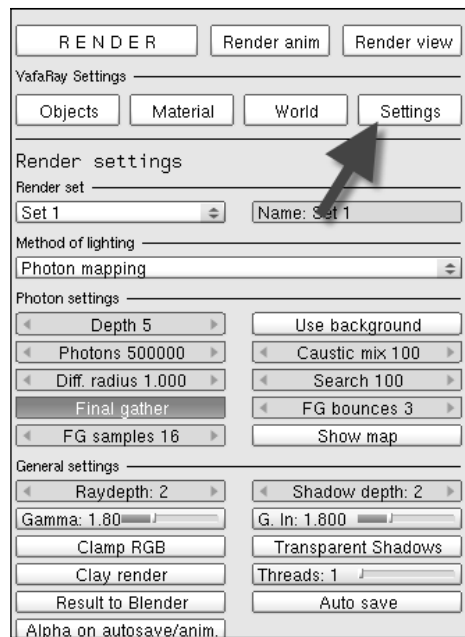 RENDER Render anim Render view
YafaRay Settings
Objects Material World Settings
Render settings
Render set
Set 1 Name: Set 1
Method of lighting
Photon mapping
Photon settings
Depth 5 Use background
Photons 500000 Caustic mix 100
Diff. radius 1.000 Search 100
Final gather FG bounces 3
FG samples 16 Show map
General settings
Raydepth: 2 Shadow depth: 2
Gamma: 1.80 G. In: 1.800
Clamp RGB Transparent Shadows
Clay render Threads: 1
Result to Blender Auto save
Alpha on autosave/anim.